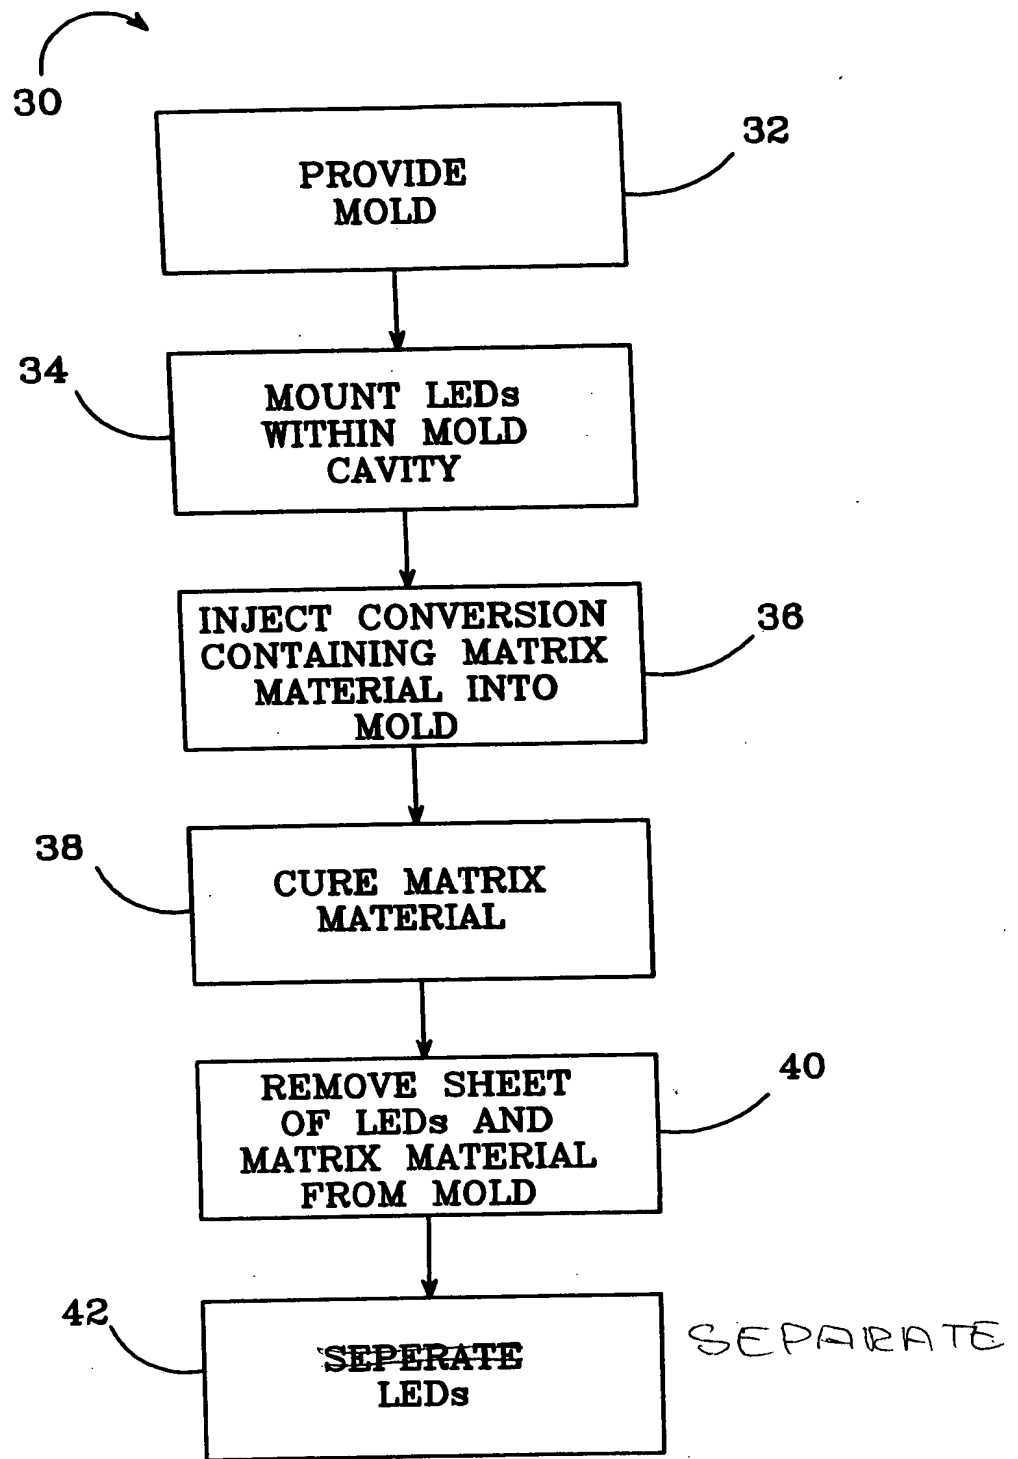 30
32
PROVIDE
MOLD
34
MOUNT LEDs
WITHIN MOLD
CAVITY
36
INJECT CONVERSION
CONTAINING MATRIX
MATERIAL INTO
MOLD
38
CURE MATRIX
MATERIAL
40
REMOVE SHEET
OF LEDs AND
MATRIX MATERIAL
FROM MOLD
42
SEPERATE
LEDs
SEPARATE